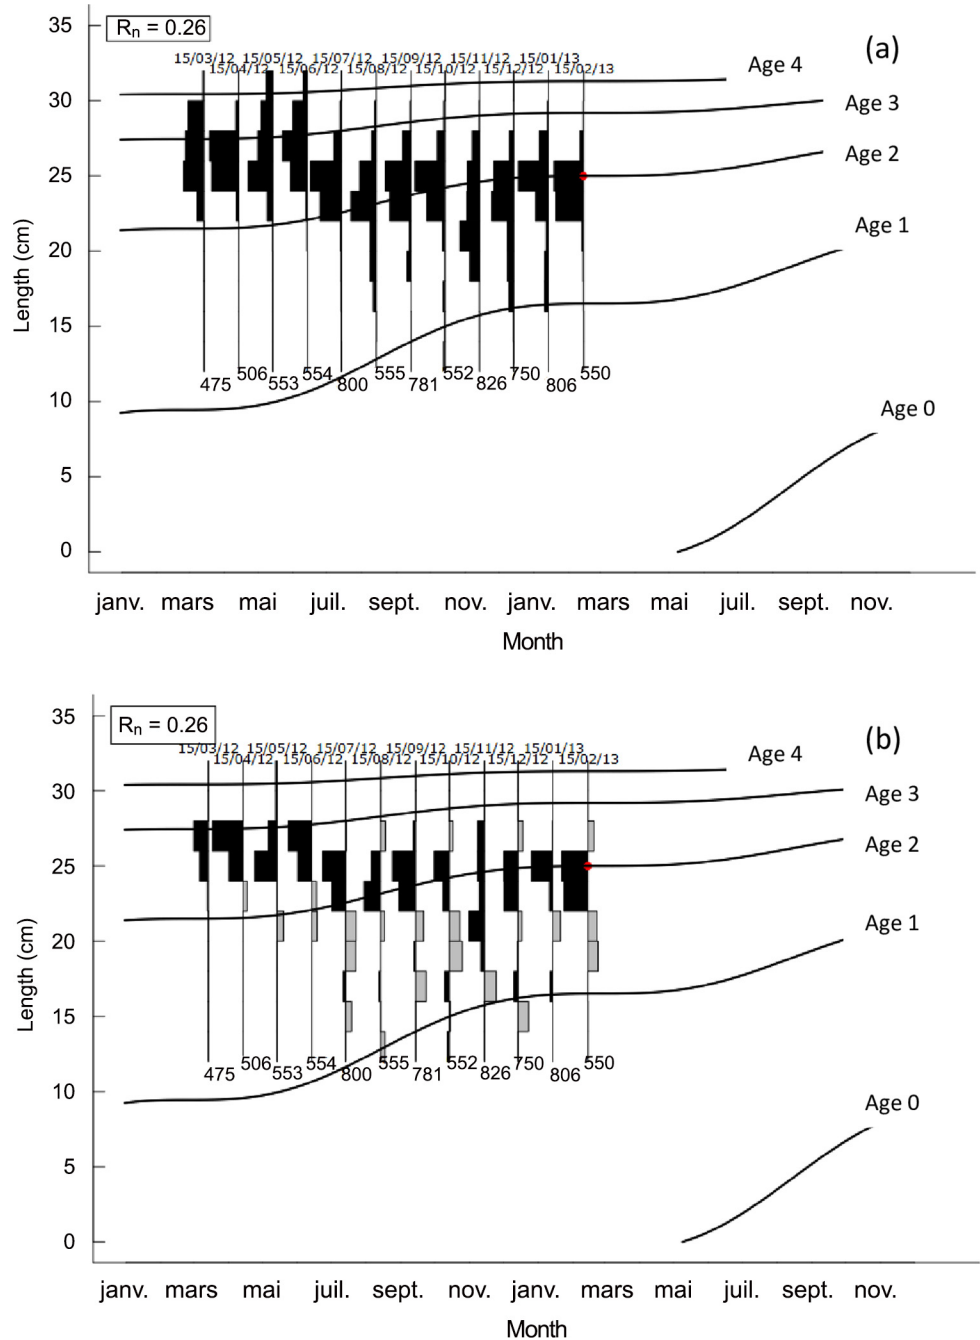 35
30
25
20
15
10
5
0
Length (cm)
Rn = 0.26
(a)
15/03/12 15/05/12 15/07/12 15/09/12 15/11/12 15/01/13
15/04/12 15/06/12 15/08/12 15/10/12 15/12/12 15/02/13
Age 4
Age 3
Age 2
Age 1
Age 0
475 506 553 554 800 555 781 552 826 750 806 550
janv. mars mai juil. sept. nov. janv. mars mai juil. sept. nov.
Month
35
30
25
20
15
10
5
0
Length (cm)
Rn = 0.26
(b)
15/03/12 15/05/12 15/07/12 15/09/12 15/11/12 15/01/13
15/04/12 15/06/12 15/08/12 15/10/12 15/12/12 15/02/13
Age 4
Age 3
Age 2
Age 1
Age 0
475 506 553 554 800 555 781 552 826 750 806 550
janv. mars mai juil. sept. nov. janv. mars mai juil. sept. nov.
Month